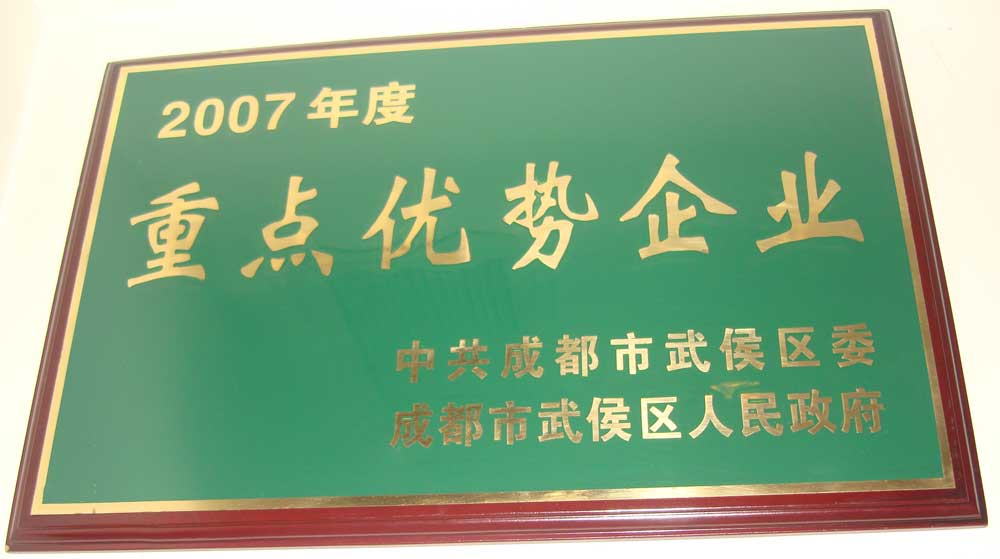 2007年度
重点优势企业
中共成都市武侯区委
成都市武侯区人民政府